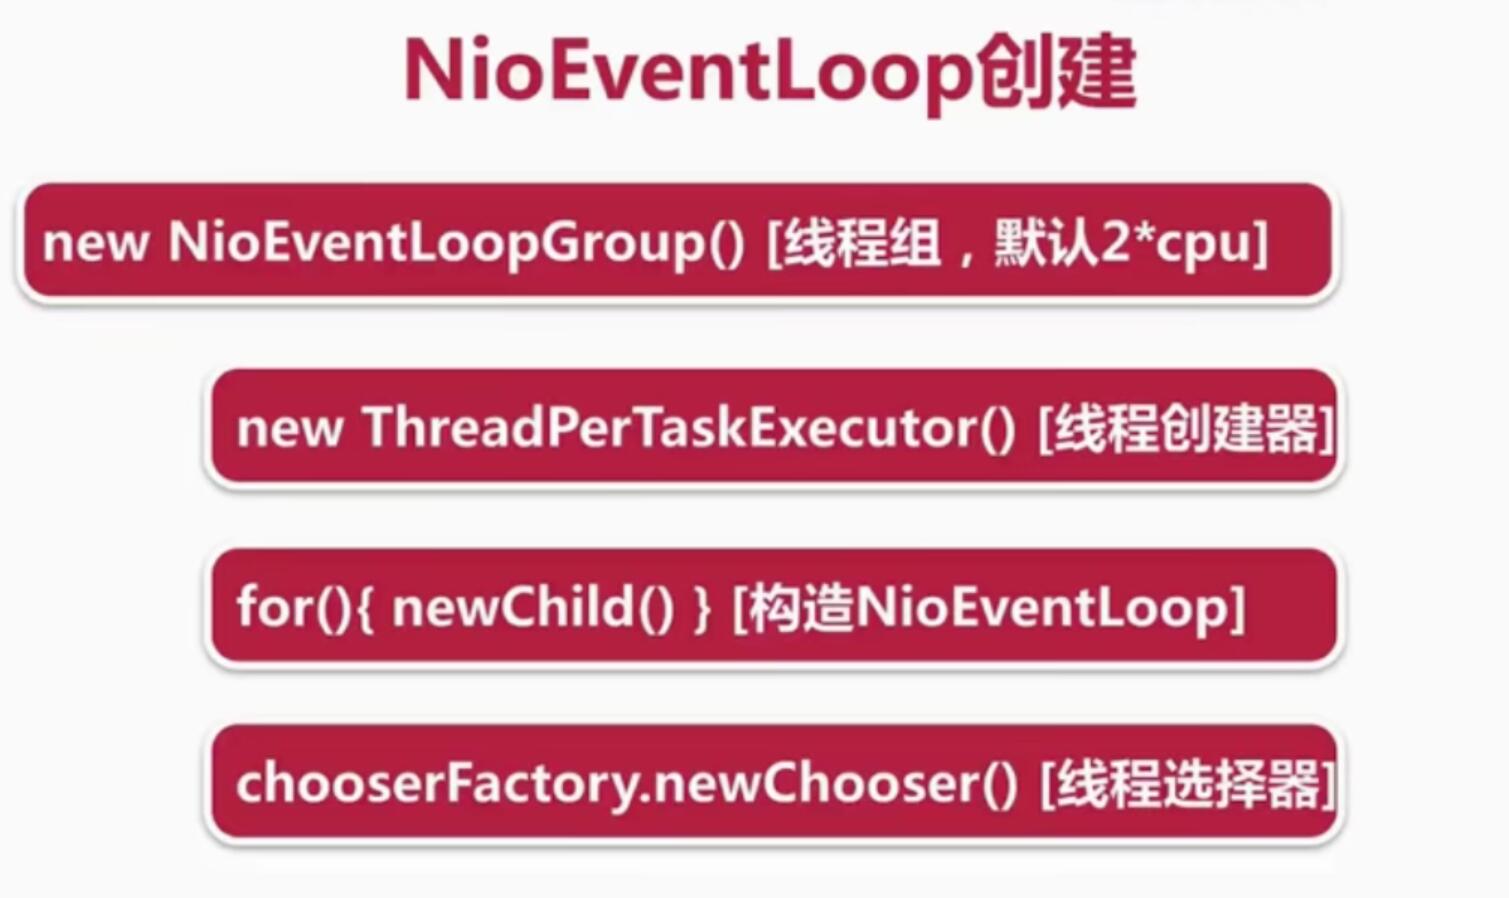 NioEventLoop创建
new NioEventLoopGroup() [线程组，默认2*cpu]
new ThreadPerTaskExecutor() [线程创建器]
for(){ newChild() } [构造NioEventLoop]
chooserFactory.newChooser() [线程选择器]